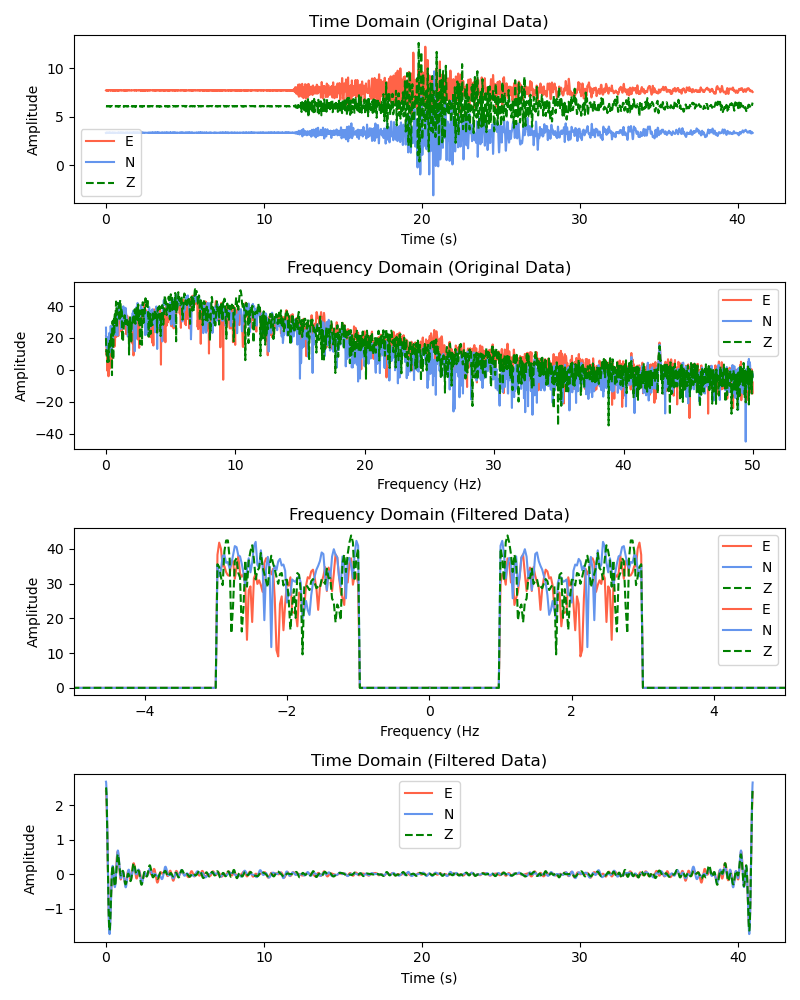 Time Domain (Original Data)
Amplitude
10
5
0
E
N
Z
0 10 20 30 40
Time (s)
Frequency Domain (Original Data)
Amplitude
40
20
0
−20
−40
E
N
Z
0 10 20 30 40 50
Frequency (Hz)
Frequency Domain (Filtered Data)
Amplitude
40
30
20
10
0
E
N
Z
E
N
Z
−4 −2 0 2 4
Frequency (Hz
Time Domain (Filtered Data)
Amplitude
2
1
0
−1
E
N
Z
0 10 20 30 40
Time (s)